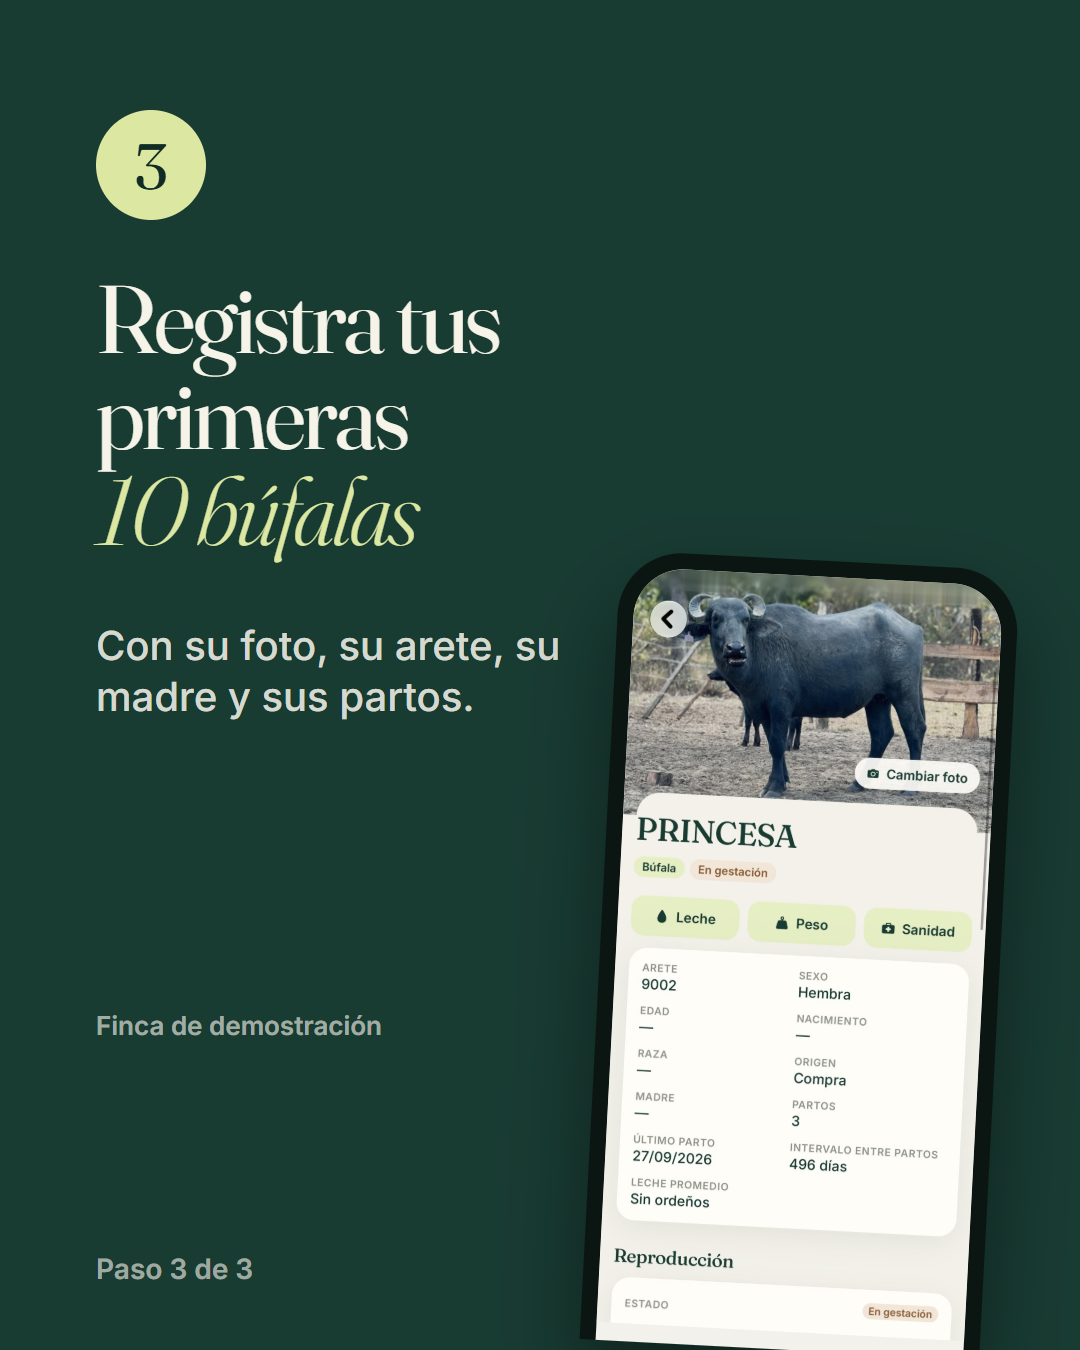 3
Registra tus
primeras
10 búfalas
Con su foto, su arete, su
madre y sus partos.
Finca de demostración
Paso 3 de 3
Cambiar foto
PRINCESA
Búfala
En gestación
Leche
Peso
Sanidad
ARETE
9002
SEXO
Hembra
EDAD
—
NACIMIENTO
—
RAZA
—
ORIGEN
Compra
MADRE
—
PARTOS
3
ÚLTIMO PARTO
27/09/2026
INTERVALO ENTRE PARTOS
496 días
LECHE PROMEDIO
Sin ordeños
Reproducción
ESTADO
En gestación